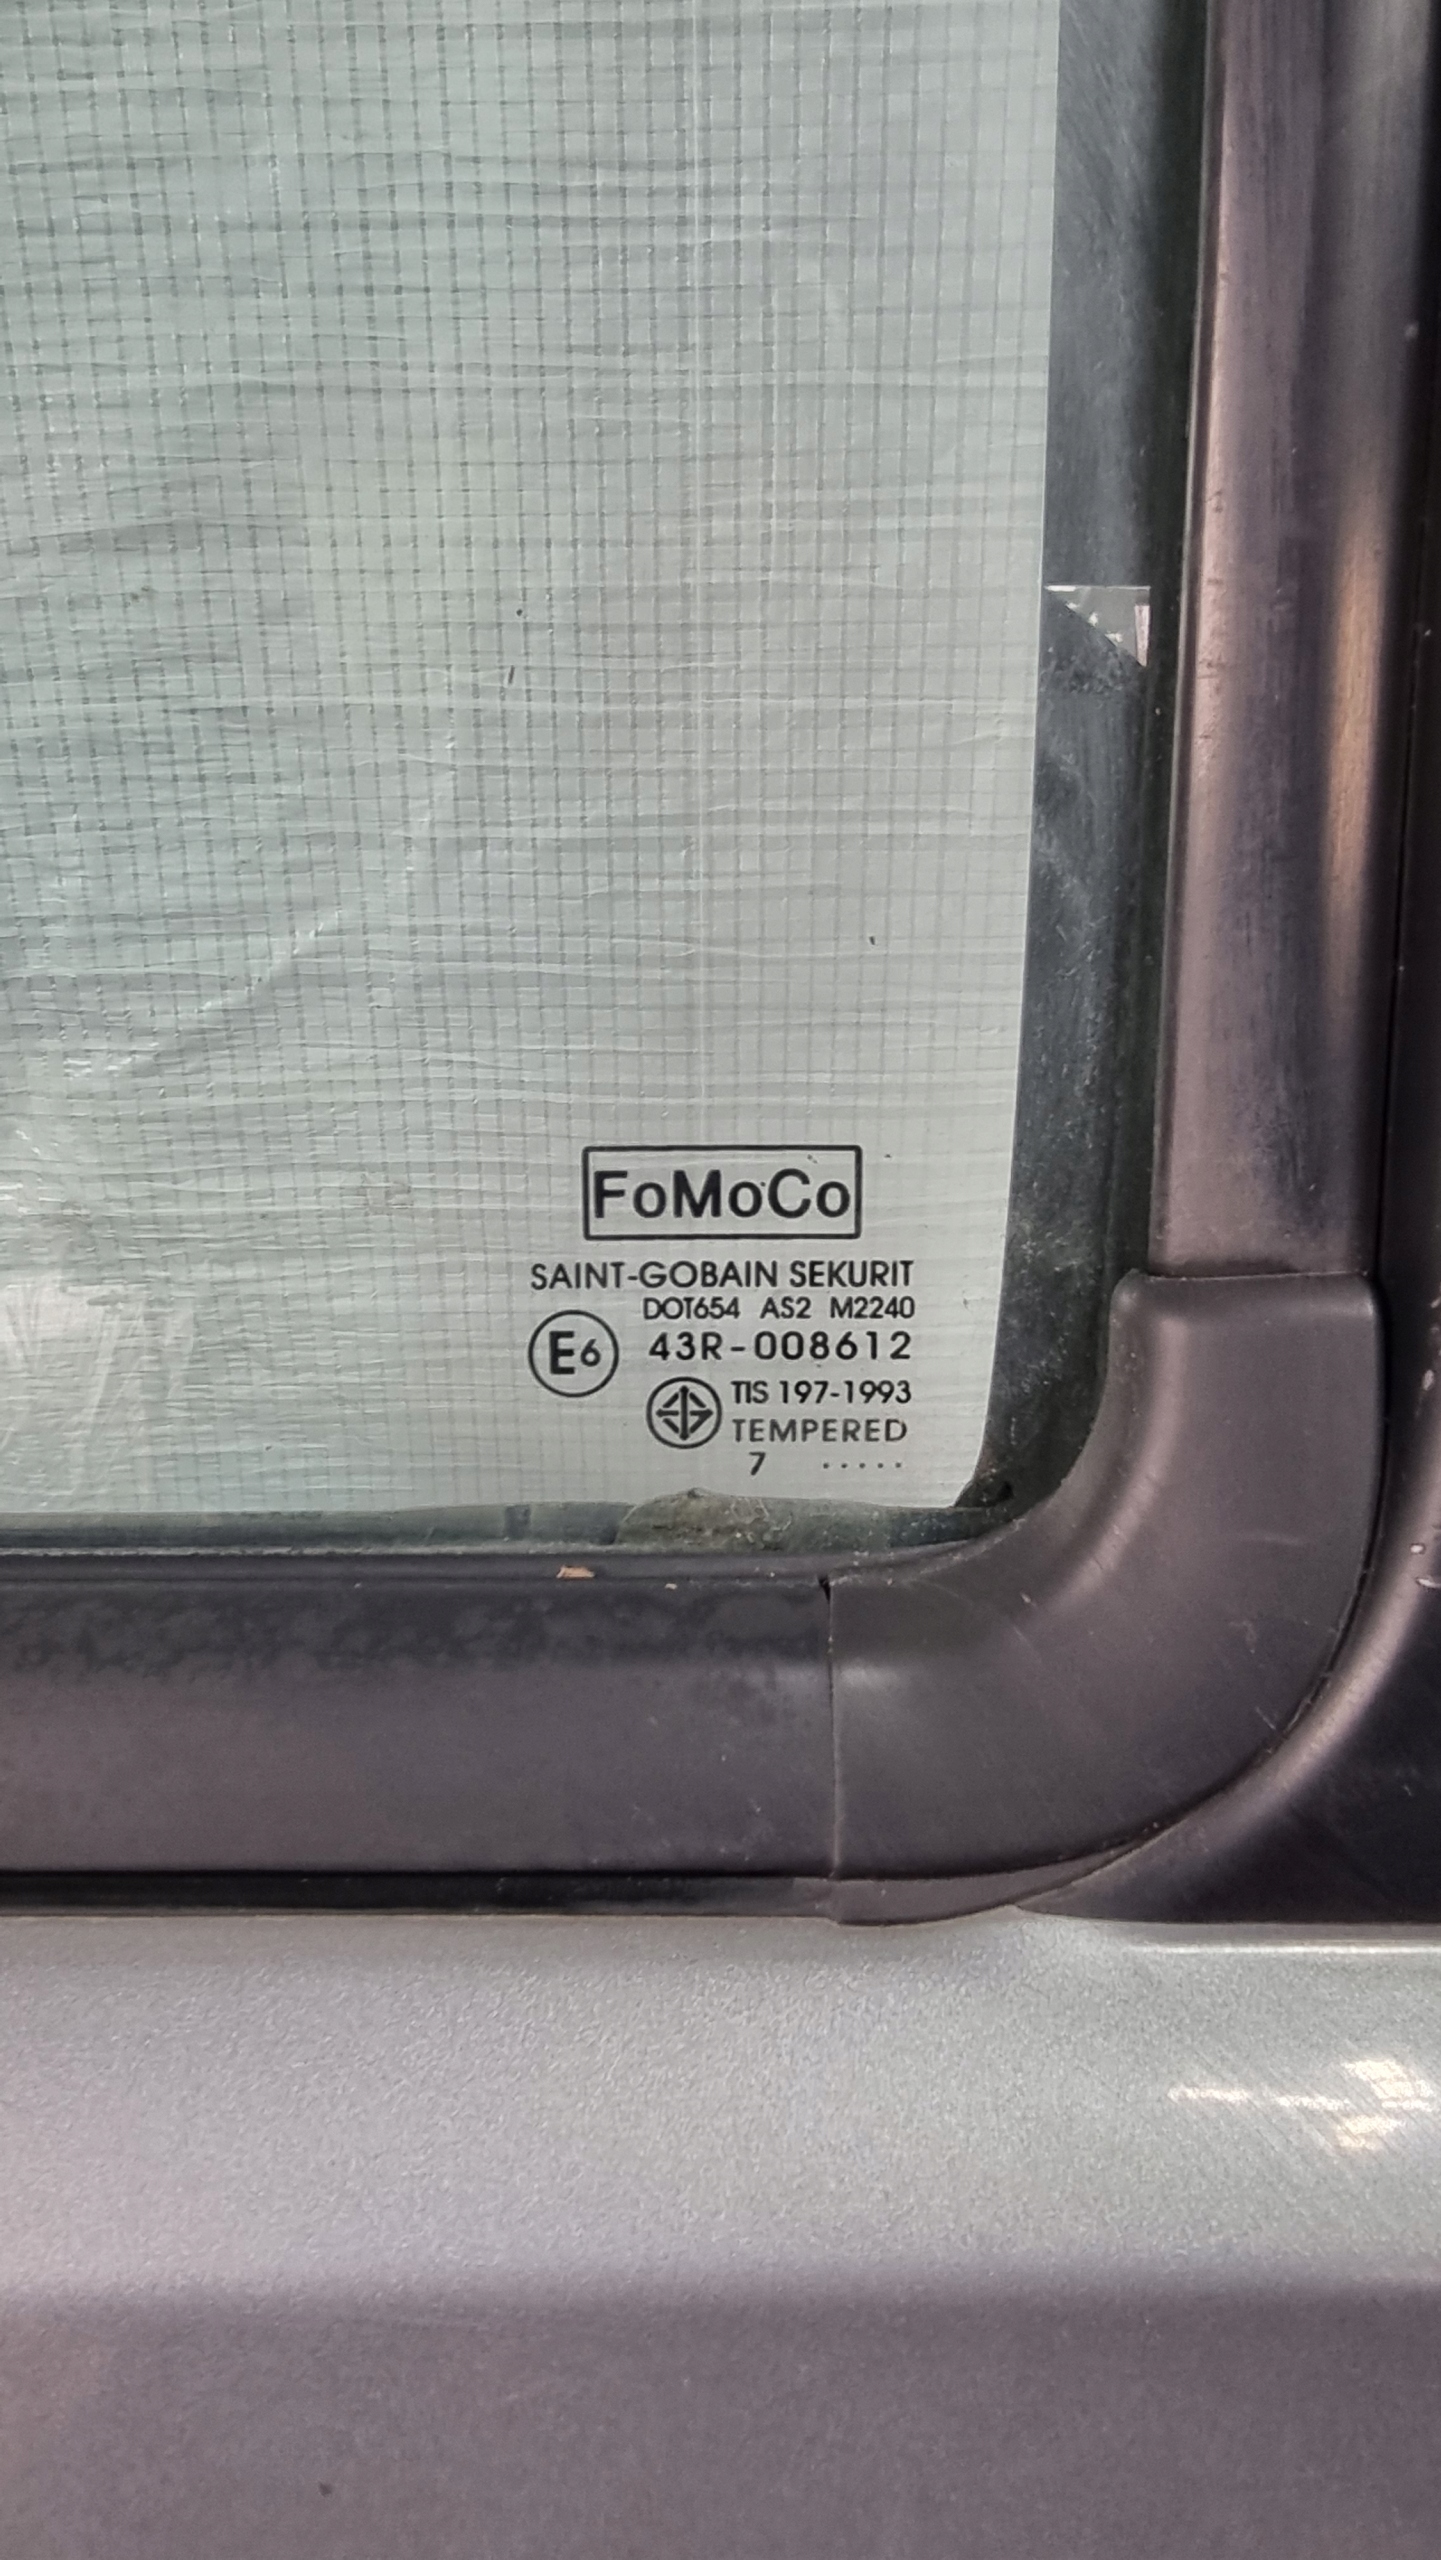 FoMoCo
SAINT-GOBAIN SEKURIT
DOT654 AS2 M2240
E6 43R-008612
TIS 197-1993
TEMPERED
7 .....